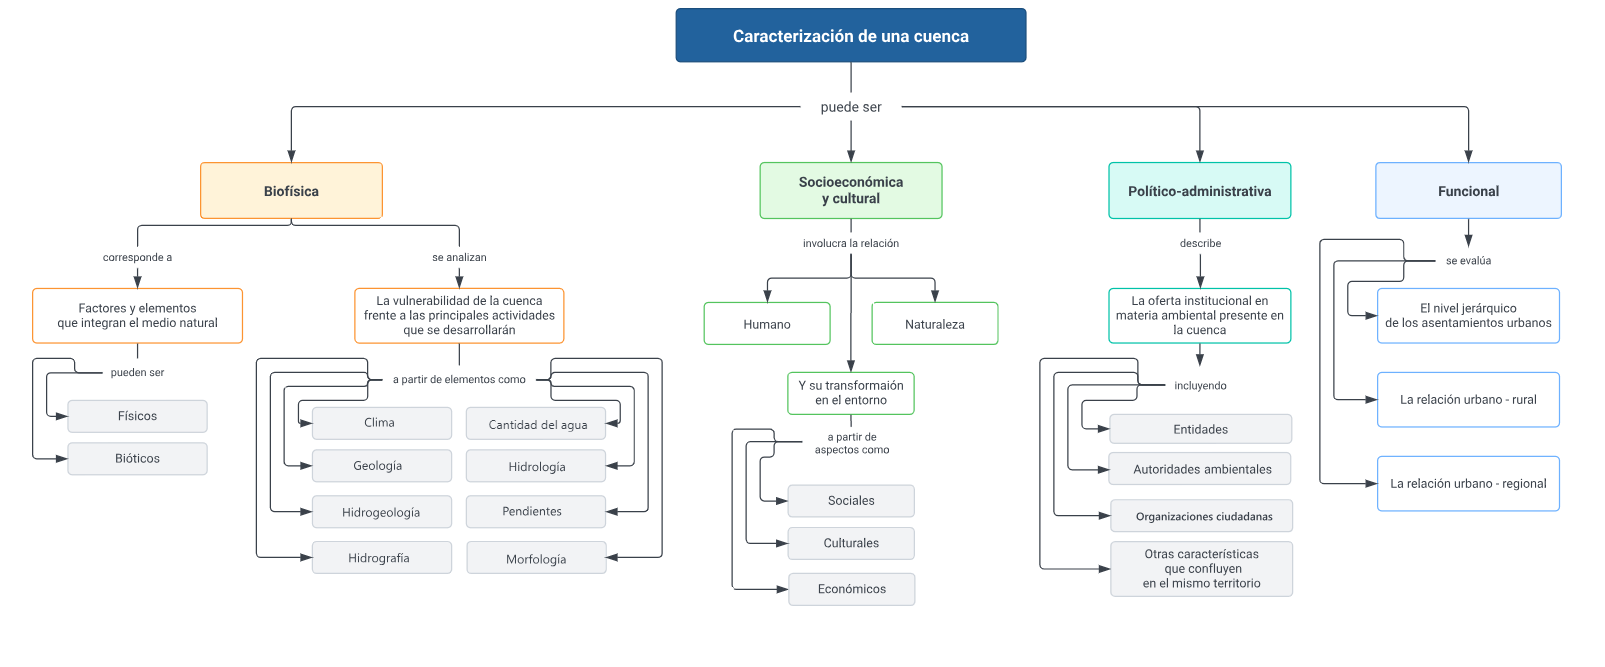 Caracterización de una cuenca
puede ser
Biofísica
corresponde a
Factores y elementos
que integran el medio natural
pueden ser
Físicos
Bióticos
se analizan
La vulnerabilidad de la cuenca
frente a las principales actividades
que se desarrollarán
a partir de elementos como
Clima
Geología
Hidrogeología
Hidrografía
Cantidad del agua
Hidrología
Pendientes
Morfología
Socioeconómica
y cultural
involucra la relación
Humano
Naturaleza
Y su transformaión
en el entorno
a partir de
aspectos como
Sociales
Culturales
Económicos
Político-administrativa
describe
La oferta institucional en
materia ambiental presente en
la cuenca
incluyendo
Entidades
Autoridades ambientales
Organizaciones ciudadanas
Otras características
que confluyen
en el mismo territorio
Funcional
se evalúa
El nivel jerárquico
de los asentamientos urbanos
La relación urbano - rural
La relación urbano - regional